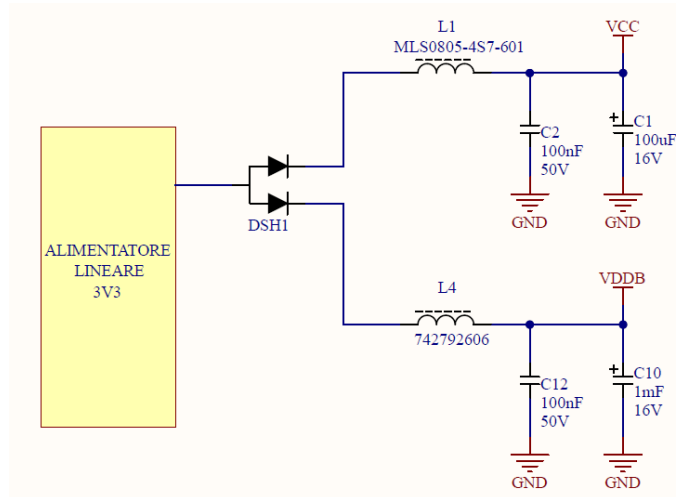 L1
MLS0805-4S7-601
VCC
C2
100nF
50V
C1
100uF
16V
GND
GND
DSH1
ALIMENTATORE
LINEARE
3V3
L4
742792606
VDDB
C12
100nF
50V
C10
1mF
16V
GND
GND